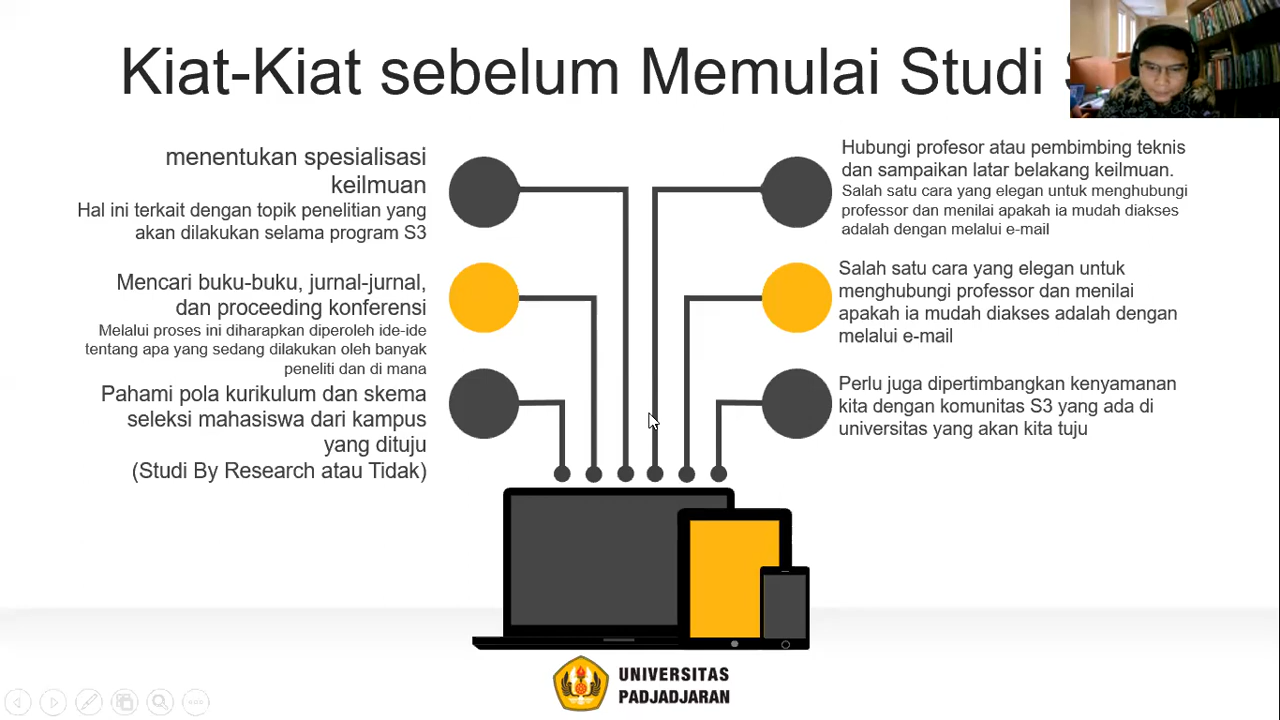 Kiat-Kiat sebelum Memulai Studi
menentukan spesialisasi
keilmuan
Hal ini terkait dengan topik penelitian yang
akan dilakukan selama program S3
Mencari buku-buku, jurnal-jurnal,
dan proceeding konferensi
Melalui proses ini diharapkan diperoleh ide-ide
tentang apa yang sedang dilakukan oleh banyak
peneliti dan di mana
Pahami pola kurikulum dan skema
seleksi mahasiswa dari kampus
yang dituju
(Studi By Research atau Tidak)
Hubungi profesor atau pembimbing teknis
dan sampaikan latar belakang keilmuan.
Salah satu cara yang elegan untuk menghubungi
professor dan menilai apakah ia mudah diakses
adalah dengan melalui e-mail
Salah satu cara yang elegan untuk
menghubungi professor dan menilai
apakah ia mudah diakses adalah dengan
melalui e-mail
Perlu juga dipertimbangkan kenyamanan
kita dengan komunitas S3 yang ada di
universitas yang akan kita tuju
UNIVERSITAS
PADJADJARAN